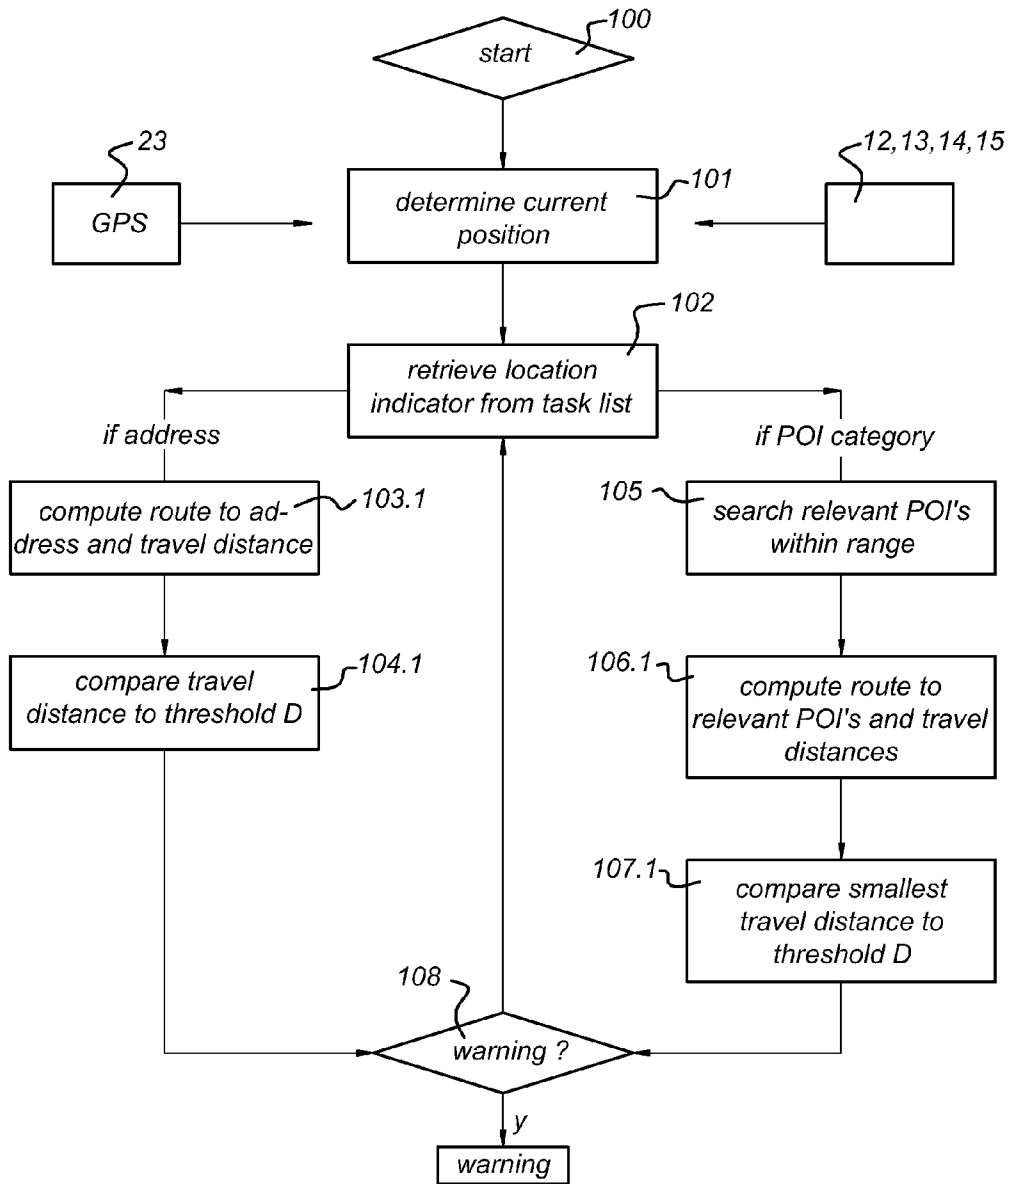 100
start
23
12,13,14,15
101
GPS
determine current
position
102
retrieve location
indicator from task list
if address
if POI category
103.1
compute route to ad-
dress and travel distance
105
search relevant POI's
within range
104.1
compare travel
distance to threshold D
106.1
compute route to
relevant POI's and travel
distances
107.1
compare smallest
travel distance to
threshold D
108
warning ?
y
warning